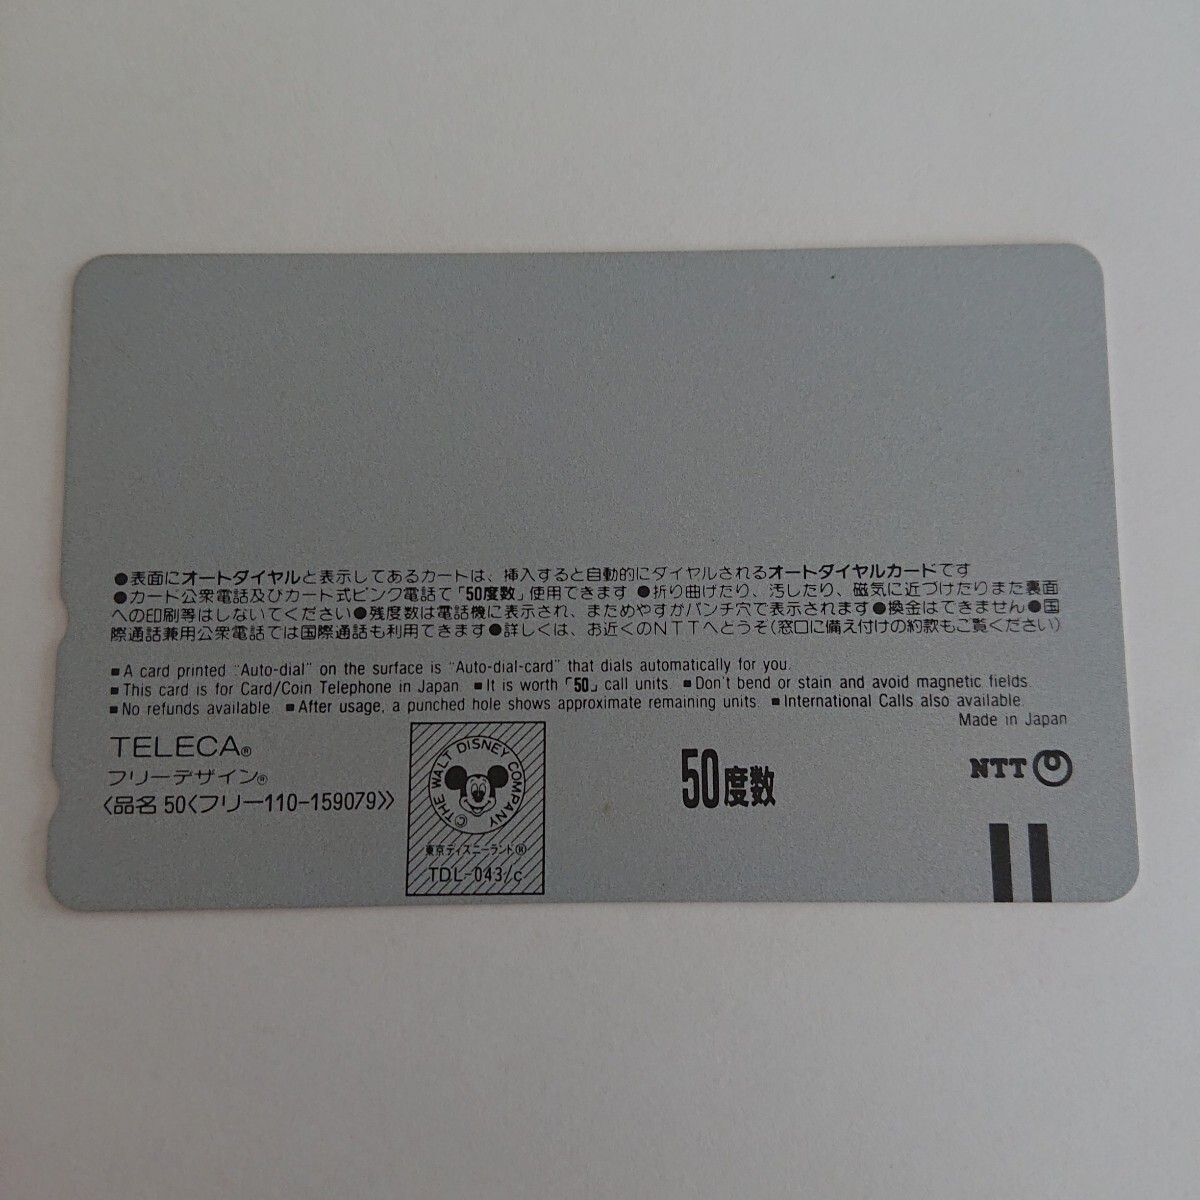 ●表面にオートダイヤルと表示してあるカードは、挿入すると自動的にダイヤルされるオートダイヤルカードです
●カード公衆電話及びカード式ピンク電話で「50度数」使用できます ●折り曲げたり、汚したり、磁気に近づけたりまた裏面
への印刷等はしないでください ●残度数は電話機に表示され、まためやすがパンチ穴で表示されます ●換金はできません ●国
際通話兼用公衆電話では国際通話も利用できます ●詳しくは、お近くのNTTへどうぞ(窓口に備え付けの約款もご覧ください)
■ A card printed "Auto-dial" on the surface is "Auto-dial-card" that dials automatically for you.
■ This card is for Card/Coin Telephone in Japan. ■ It is worth「50」call units. ■ Don't bend or stain and avoid magnetic fields.
■ No refunds available. ■ After usage, a punched hole shows approximate remaining units. ■ International Calls also available.
Made in Japan
TELECA®
フリーデザイン®
〈品名 50〈フリー110-159079〉〉
©THE WALT DISNEY COMPANY
東京ディズニーランド®
TDL-043/c
50度数
NTT